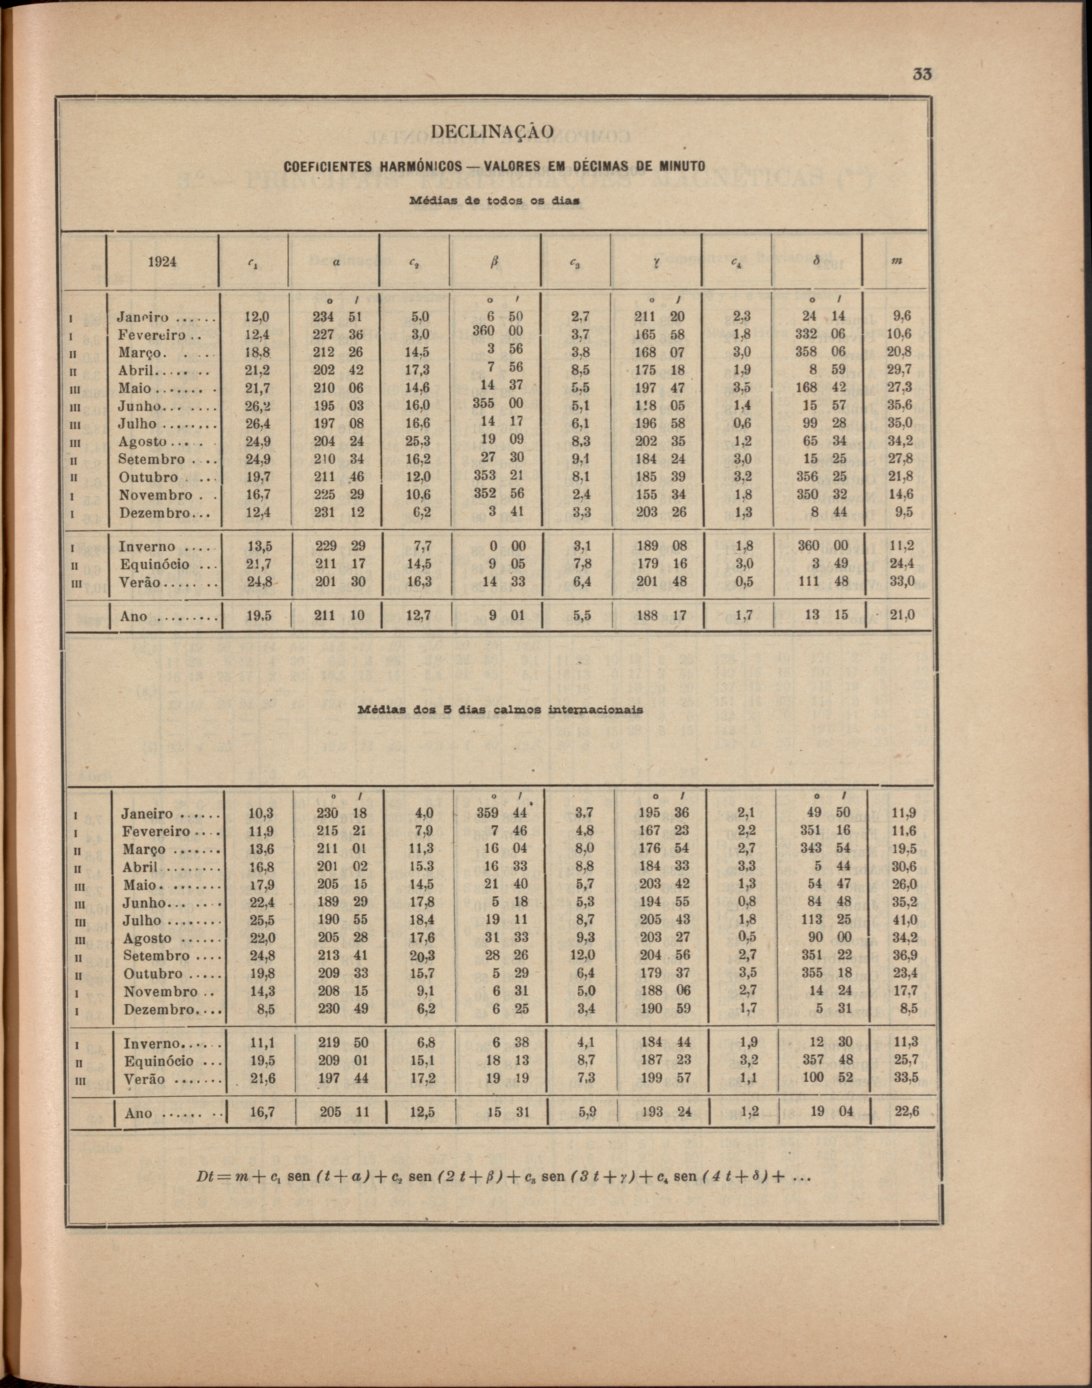 33
DECLINAÇÃO
COEFICIENTES HARMÓNICOS — VALORES EM DÉCIMAS DE MINUTO
Médias de todos os dias
1924 c₁ α c₂ β c₃ γ c₄ δ m
o / o / o / o /
I Janeiro ...... 12,0 234 51 5,0 6 50 2,7 211 20 2,3 24 14 9,6
I Fevereiro .. 12,4 227 36 3,0 360 00 3,7 165 58 1,8 332 06 10,6
II Março. . ... 18,8 212 26 14,5 3 56 3,8 168 07 3,0 358 06 20,8
II Abril....... 21,2 202 42 17,3 7 56 8,5 175 18 1,9 8 59 29,7
III Maio ....... . 21,7 210 06 14,6 14 37 5,5 197 47 3,5 168 42 27,3
III Junho... .... 26,2 195 03 16,0 355 00 5,1 05 1,4 15 57 35,6
III Julho ........ 26,4 197 08 16,6 14 17 6,1 196 58 0,6 99 28 35,0
III Agosto ... . . 24,9 204 24 25,3 19 09 8,3 202 35 1,2 65 34 34,2
II Setembro . .. 24,9 210 34 16,2 27 30 9,1 184 24 3,0 15 25 27,8
II Outubro . ... 19,7 211 46 12,0 353 21 8,1 185 39 3,2 356 25 21,8
I Novembro . . 16,7 225 29 10,6 352 56 2,4 155 34 1,8 350 32 14,6
I Dezembro... 12,4 231 12 6,2 3 41 3,3 203 26 1,3 8 44 9,5
I Inverno .... 13,5 229 29 7,7 0 00 3,1 189 08 1,8 360 00 11,2
II Equinócio ... 21,7 211 17 14,5 9 05 7,8 179 16 3,0 3 49 24,4
III Verão..... .. 24,8 201 30 16,3 14 33 6,4 201 48 0,5 111 48 33,0
Ano ......... 19.5 211 10 12,7 9 01 5,5 188 17 1,7 13 15 21,0
Médias dos 5 dias calmos internacionais
o / o / o / o /
I Janeiro ...... 10,3 230 18 4,0 359 44 3,7 195 36 2,1 49 50 11,9
I Fevereiro .... 11,9 215 21 7,9 7 46 4,8 167 23 2,2 351 16 11,6
II Março ....... 13,6 211 01 11,3 16 04 8,0 176 54 2,7 343 54 19,5
II Abril ........ 16,8 201 02 15.3 16 33 8,8 184 33 3,3 5 44 30,6
III Maio. ....... 17,9 205 15 14,5 21 40 5,7 203 42 1,3 54 47 26,0
III Junho... .... 22,4 189 29 17,8 5 18 5,3 194 55 0,8 84 48 35,2
III Julho ........ 25,5 190 55 18,4 19 11 8,7 205 43 1,8 113 25 41,0
III Agosto ...... 22,0 205 28 17,6 31 33 9,3 203 27 0,5 90 00 34,2
II Setembro .... 24,8 213 41 20,3 28 26 12,0 204 56 2,7 351 22 36,9
II Outubro ..... 19,8 209 33 15,7 5 29 6,4 179 37 3,5 355 18 23,4
I Novembro .. 14,3 208 15 9,1 6 31 5,0 188 06 2,7 14 24 17,7
I Dezembro.... 8,5 230 49 6,2 6 25 3,4 190 59 1,7 5 31 8,5
I Inverno...... 11,1 219 50 6,8 6 38 4,1 184 44 1,9 12 30 11,3
II Equinócio ... 19,5 209 01 15,1 18 13 8,7 187 23 3,2 357 48 25,7
III Verão ....... 21,6 197 44 17,2 19 19 7,3 199 57 1,1 100 52 33,5
Ano ...... .. 16,7 205 11 12,5 15 31 5,9 193 24 1,2 19 04 22,6
Dt = m + c₁ sen (t + α) + c₂ sen (2 t + β) + c₃ sen (3 t + γ) + c₄ sen (4 t + δ) + ...